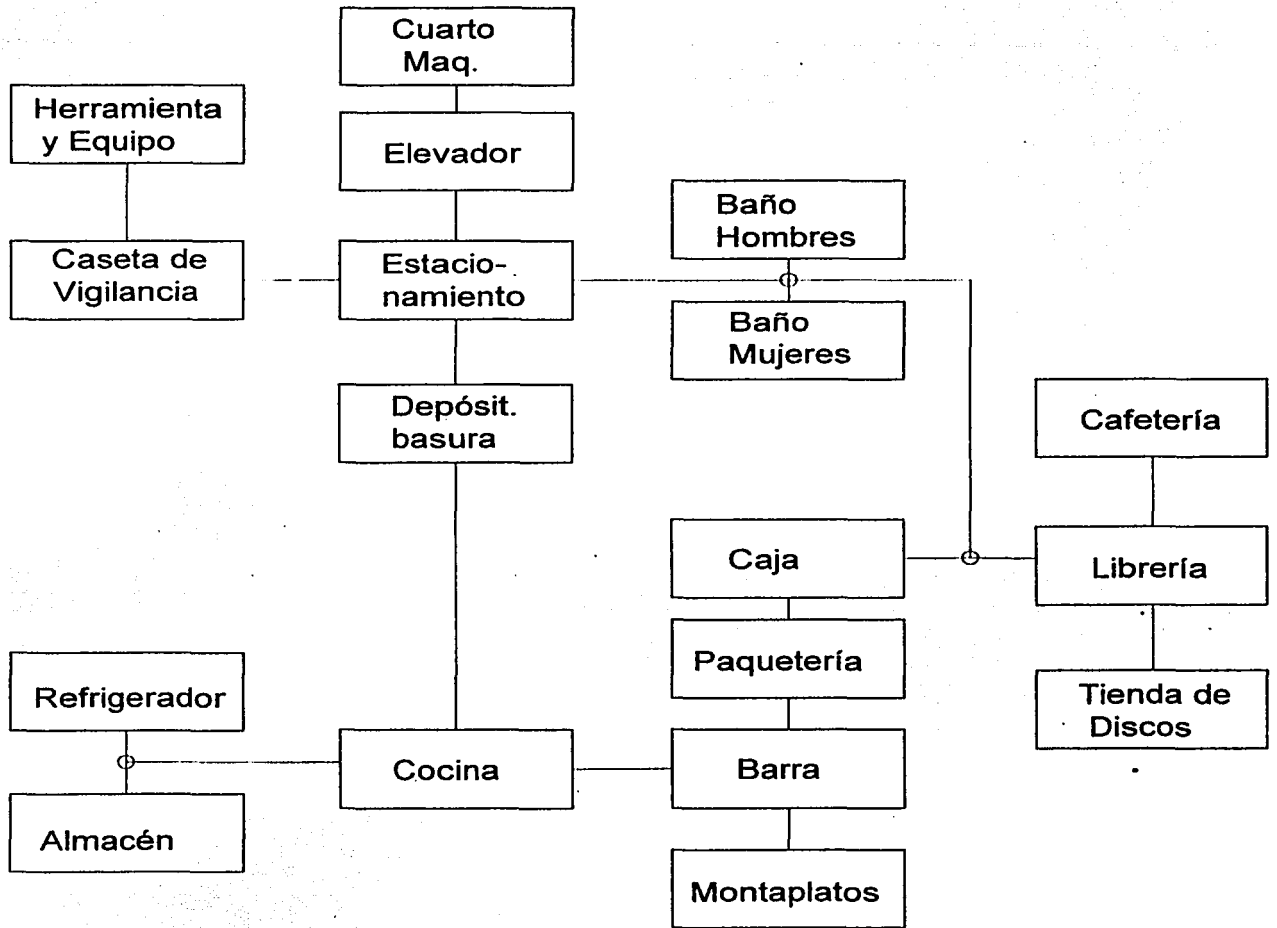 Cuarto
Maq.
Herramienta
y Equipo
Elevador
Baño
Hombres
Caseta de
Vigilancia
Estacio-
namiento
Baño
Mujeres
Depósit.
basura
Cafetería
Caja
Librería
Paquetería
Refrigerador
Tienda de
Discos
Cocina
Barra
Almacén
Montaplatos